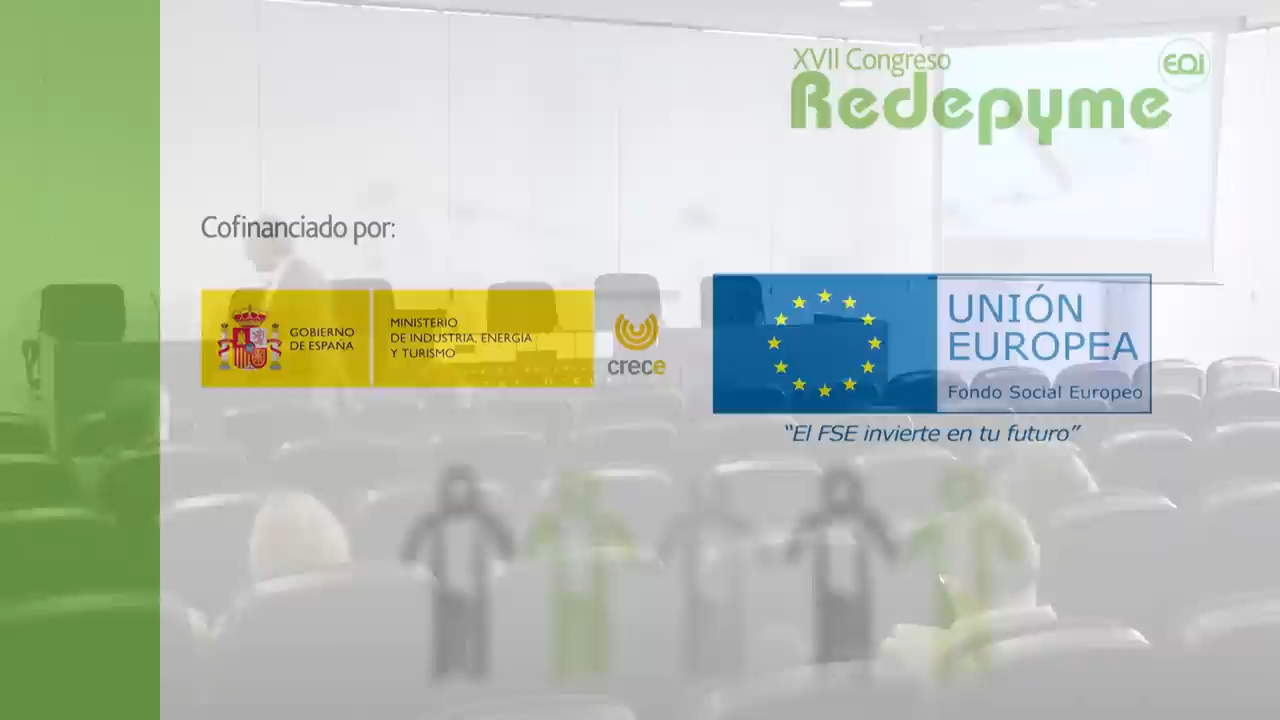 XVII Congreso
EOI
Redepyme
Cofinanciado por:
GOBIERNO
DE ESPAÑA
MINISTERIO
DE INDUSTRIA, ENERGÍA
Y TURISMO
crece
UNIÓN
EUROPEA
Fondo Social Europeo
“El FSE invierte en tu futuro”